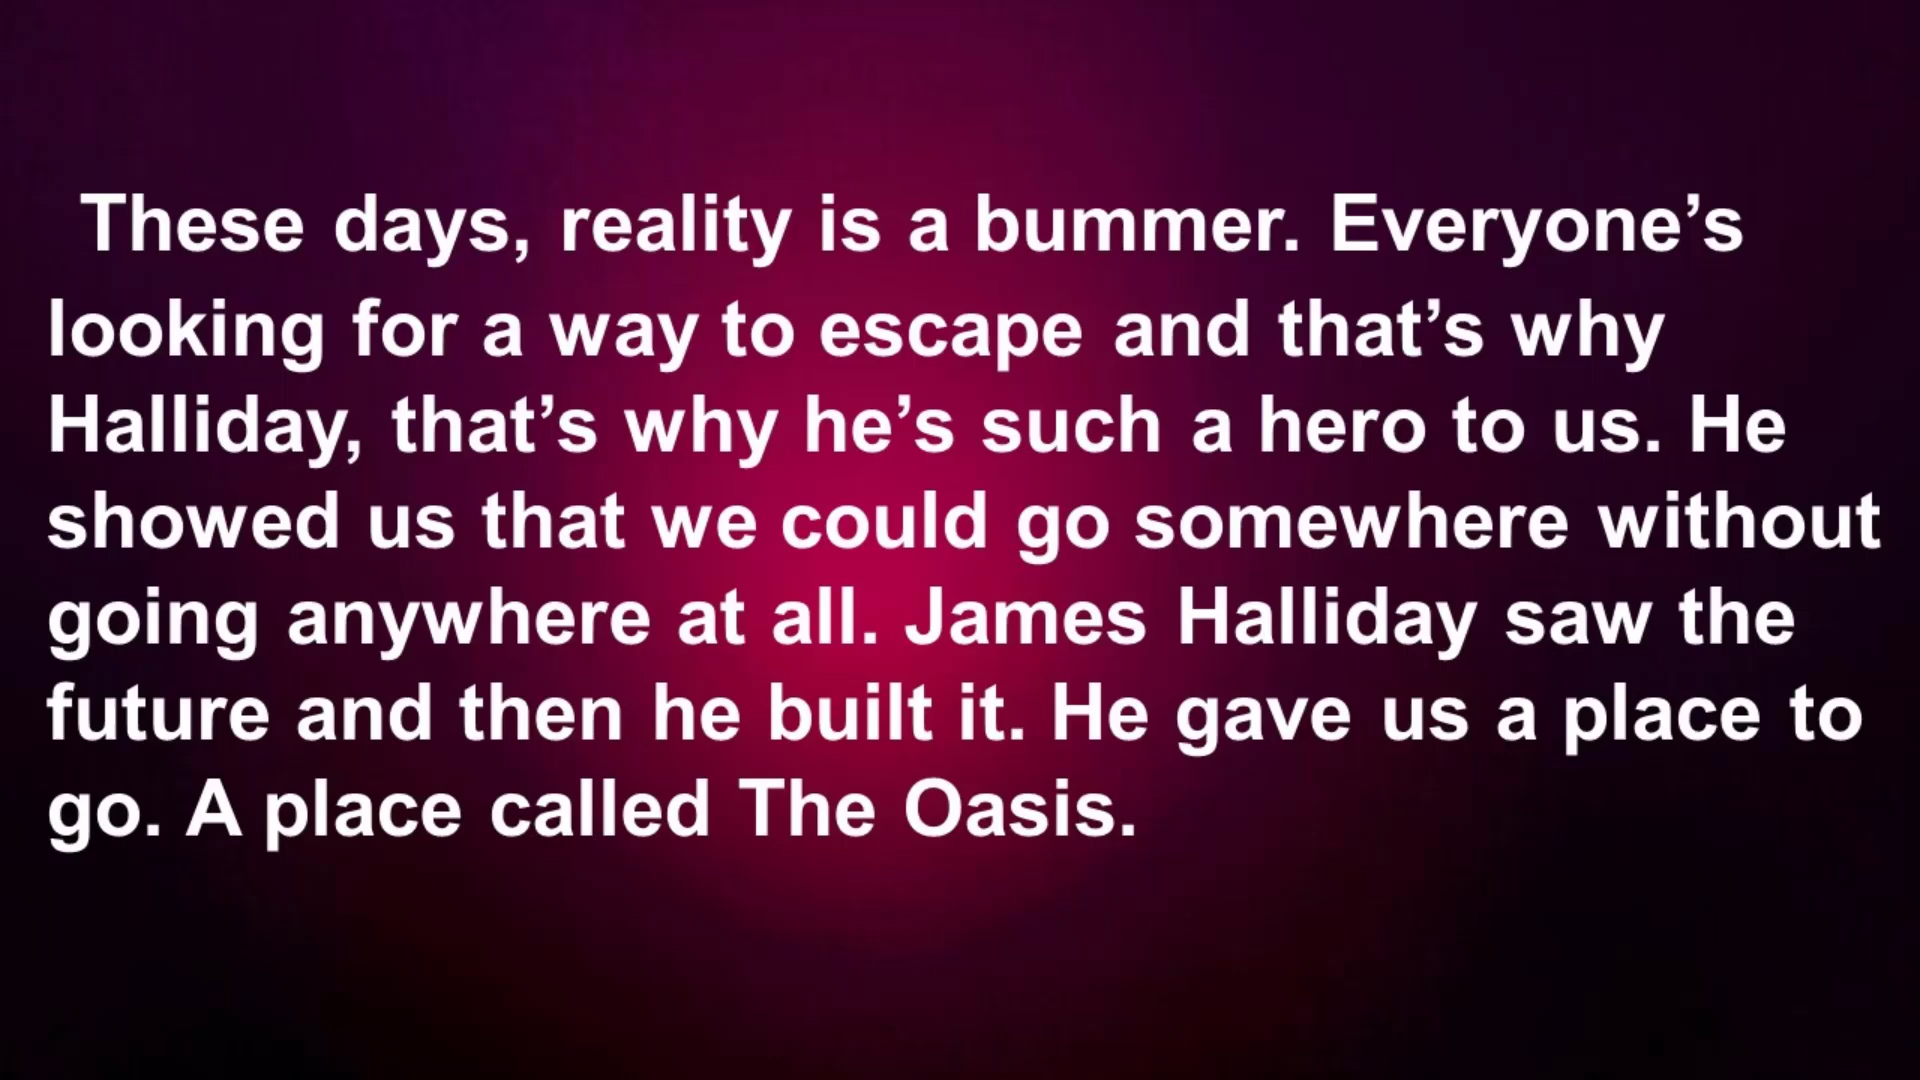 These days, reality is a bummer. Everyone’s
looking for a way to escape and that’s why
Halliday, that’s why he’s such a hero to us. He
showed us that we could go somewhere without
going anywhere at all. James Halliday saw the
future and then he built it. He gave us a place to
go. A place called The Oasis.